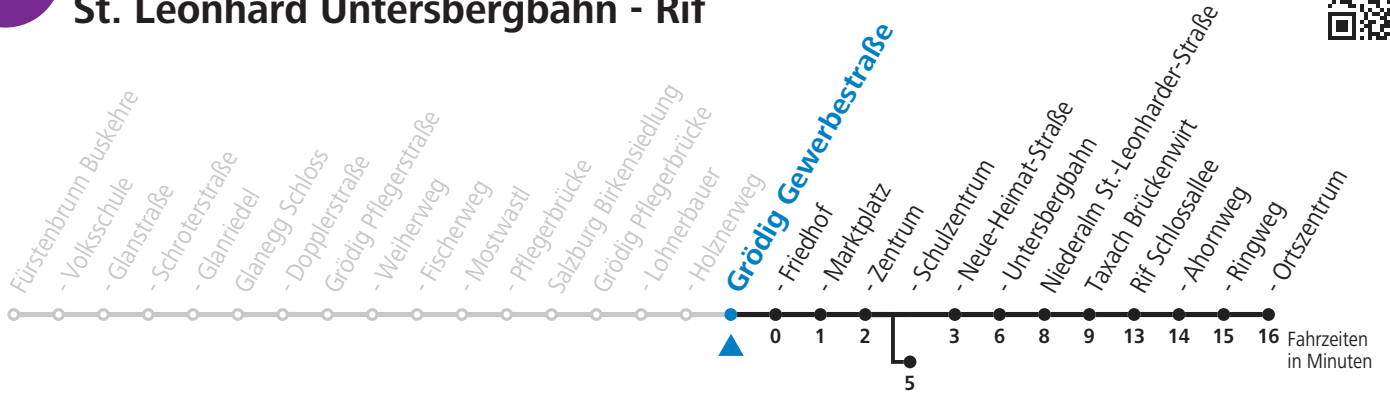 St. Leonhard Untersbergbahn - Rif
Fürstenbrunn Buskehre
- Volksschule
- Glanstraße
- Schroterstraße
- Glanriedel
Glanegg Schloss
- Dopplerstraße
Grödig Pflegerstraße
- Weiherweg
- Fischerweg
- Mostwastl
- Pflegerbrücke
Salzburg Birkensiedlung
Grödig Pflegerbrücke
- Lohnerbauer
- Holznerweg
Grödig Gewerbestraße
- Friedhof
- Marktplatz
- Zentrum
- Schulzentrum
- Neue-Heimat-Straße
- Untersbergbahn
Niederalm St.-Leonharder-Straße
Taxach Brückenwirt
Rif Schlossallee
- Ahornweg
- Ringweg
- Ortszentrum
0 1 2 3 6 8 9 13 14 15 16 Fahrzeiten
in Minuten
5